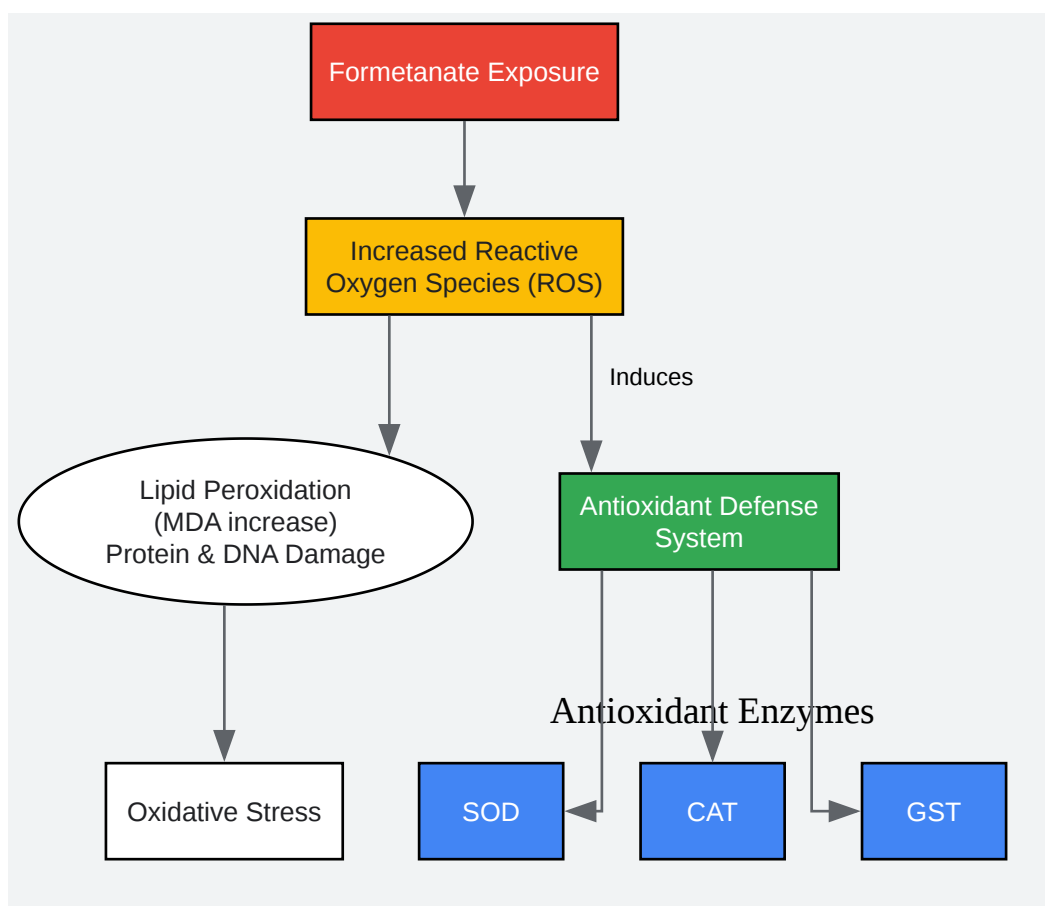 Formetanate Exposure
Increased Reactive
Oxygen Species (ROS)
Induces
Lipid Peroxidation
(MDA increase)
Protein & DNA Damage
Antioxidant Defense
System
Antioxidant Enzymes
Oxidative Stress
SOD
CAT
GST